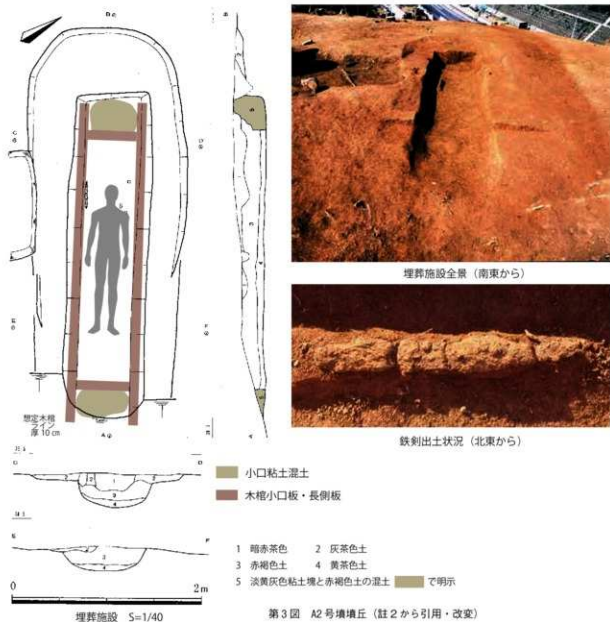 埋葬施設全景(南東から)
鉄剣出土状況(北東から)
想定木棺
ライン
厚 10 cm
小口粘土混土
木棺小口板・長側板
1 暗赤茶色 2 灰茶色土
3 赤褐色土 4 黄茶色土
5 淡黄灰色粘土塊と赤褐色土の混土 で明示
0 2m
埋葬施設 S=1/40
第3図 A2号墳墳丘(註2から引用・改変)